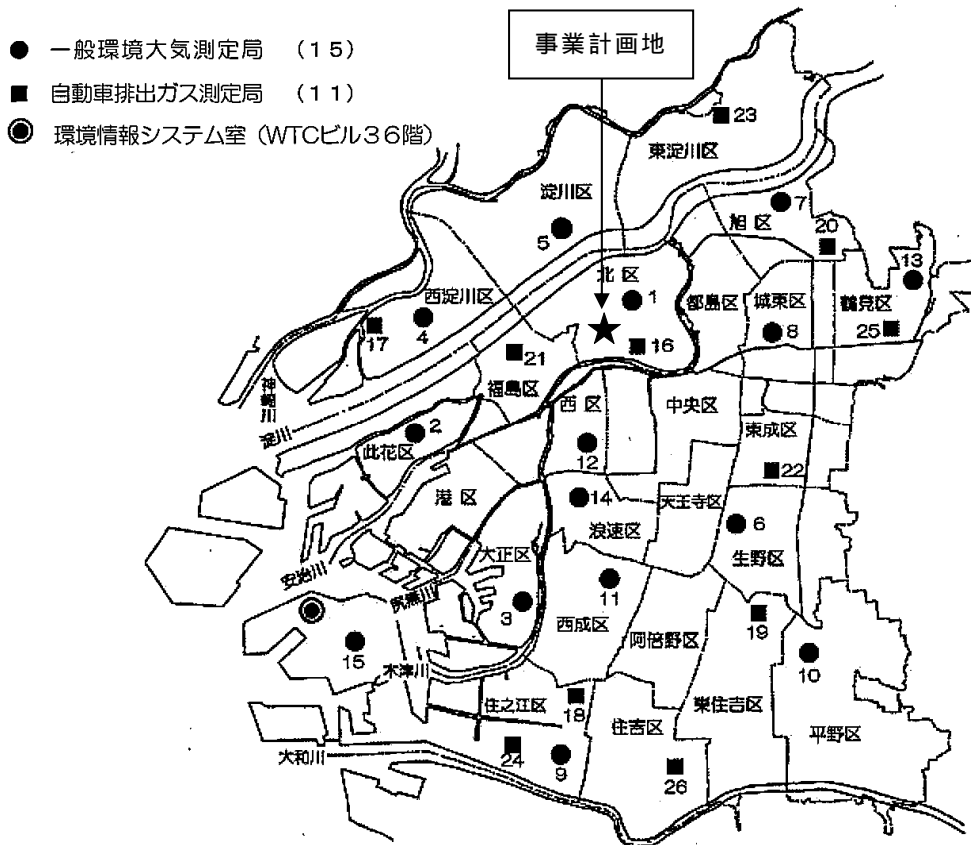 ● 一般環境大気測定局 (15)
■ 自動車排出ガス測定局 (11)
◉ 環境情報システム室 (WTCビル36階)
事業計画地
23
東淀川区
淀川区
5
7
旭区
20
13
北区
1
都島区
城東区
鶴見区
西淀川区
4
17
16
8
25
21
福島区
神崎川
淀川
西区
中央区
2
此花区
12
東成区
22
港区
14
天王寺区
浪速区
6
生野区
大正区
安治川
尻無川
3
11
西成区
19
阿倍野区
15
木津川
10
住之江区
18
住吉区
東住吉区
平野区
大和川
24
9
26